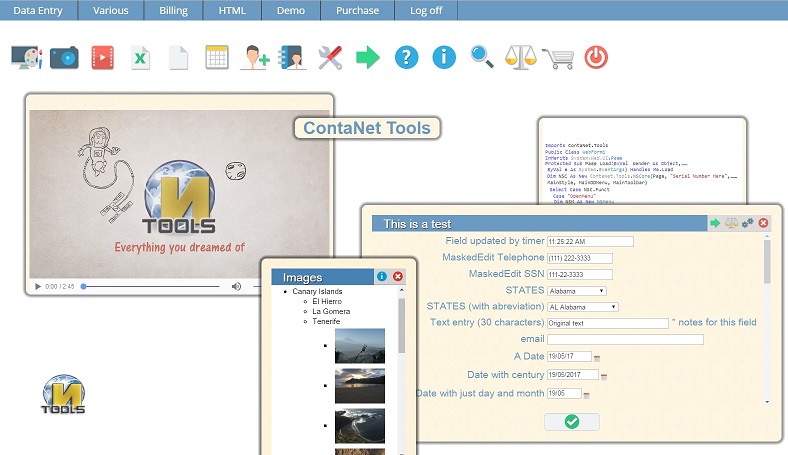 Data Entry Various Billing HTML Demo Purchase Log off
ContaNet Tools
N
TOOLS
Everything you dreamed of
0:00 / 2:45
Imports ContaNet.Tools
Public Class WebForm1
Inherits System.Web.UI.Page
Protected Sub Page_Load(ByVal sender As Object,……
ByVal e As System.EventArgs) Handles Me.Load
Dim NSC As New ContaNet.Tools.NSCore(Page, "Serial Number Here",……
MainStyle, MainDDMenu, MainToolbar)
Select Case NSC.Funct
Case "OpenMenu"
Dim NSM As New NSMenu
This is a test
Field updated by timer 11:25:22 AM
MaskedEdit Telephone (111) 222-3333
MaskedEdit SSN 111-22-3333
STATES Alabama
STATES (with abreviation) AL Alabama
Text entry (30 characters) Original text * notes for this field
email
A Date 19/05/17
Date with century 19/05/2017
Date with just day and month 19/05
Images
Canary Islands
El Hierro
La Gomera
Tenerife
N
TOOLS